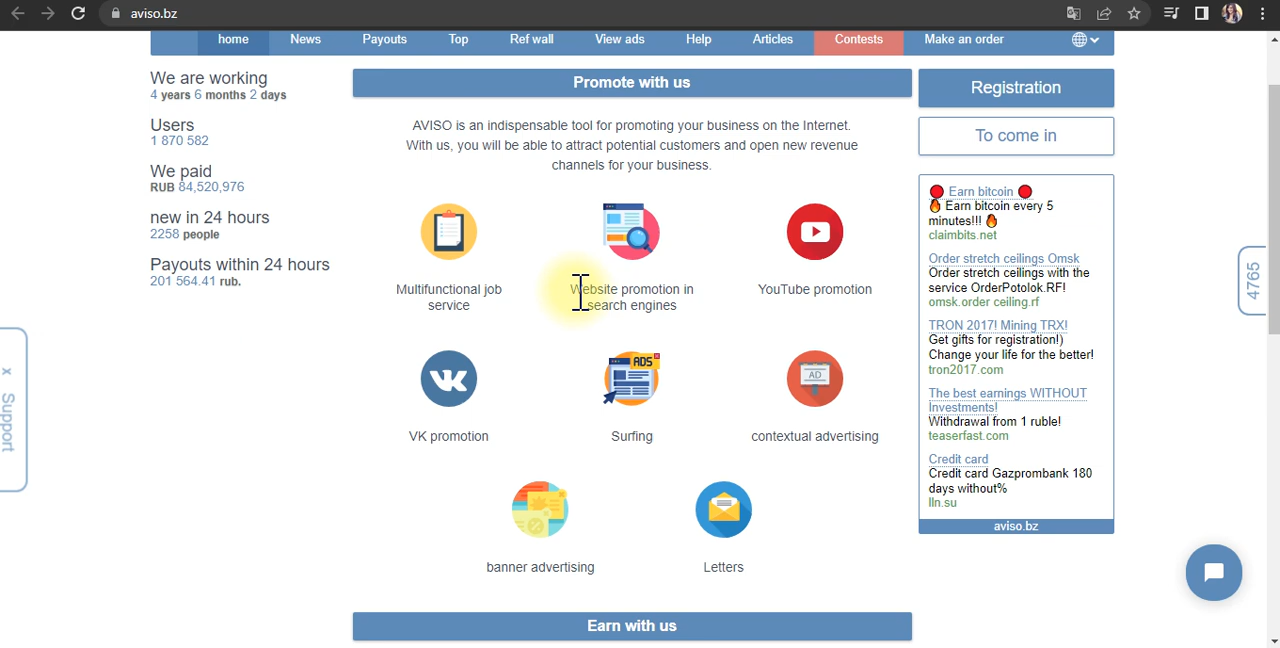 aviso.bz
home News Payouts Top Ref wall View ads Help Articles Contests Make an order
We are working
4 years 6 months 2 days
Users
1 870 582
We paid
RUB 84,520,976
new in 24 hours
2258 people
Payouts within 24 hours
201 564.41 rub.
x Support
Promote with us
AVISO is an indispensable tool for promoting your business on the Internet.
With us, you will be able to attract potential customers and open new revenue
channels for your business.
Multifunctional job
service
Website promotion in
search engines
YouTube promotion
VK promotion
ADS
Surfing
AD
contextual advertising
banner advertising
Letters
Earn with us
Registration
To come in
Earn bitcoin
Earn bitcoin every 5
minutes!!!
claimbits.net
Order stretch ceilings Omsk
Order stretch ceilings with the
service OrderPotolok.RF!
omsk.order ceiling.rf
TRON 2017! Mining TRX!
Get gifts for registration!)
Change your life for the better!
tron2017.com
The best earnings WITHOUT
Investments!
Withdrawal from 1 ruble!
teaserfast.com
Credit card
Credit card Gazprombank 180
days without%
lln.su
aviso.bz
4765